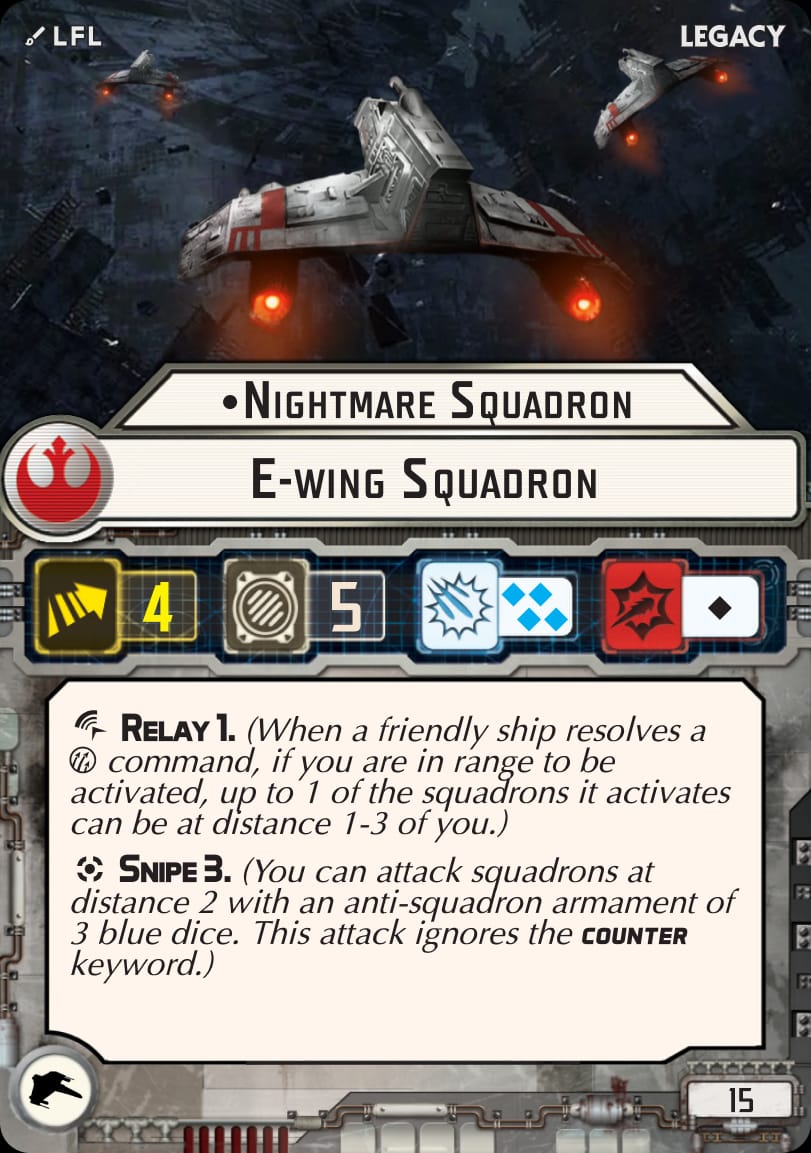 LFL
LEGACY
•Nightmare Squadron
E-wing Squadron
4
5
Relay 1. (When a friendly ship resolves a
command, if you are in range to be
activated, up to 1 of the squadrons it activates
can be at distance 1-3 of you.)
Snipe 3. (You can attack squadrons at
distance 2 with an anti-squadron armament of
3 blue dice. This attack ignores the COUNTER
keyword.)
15